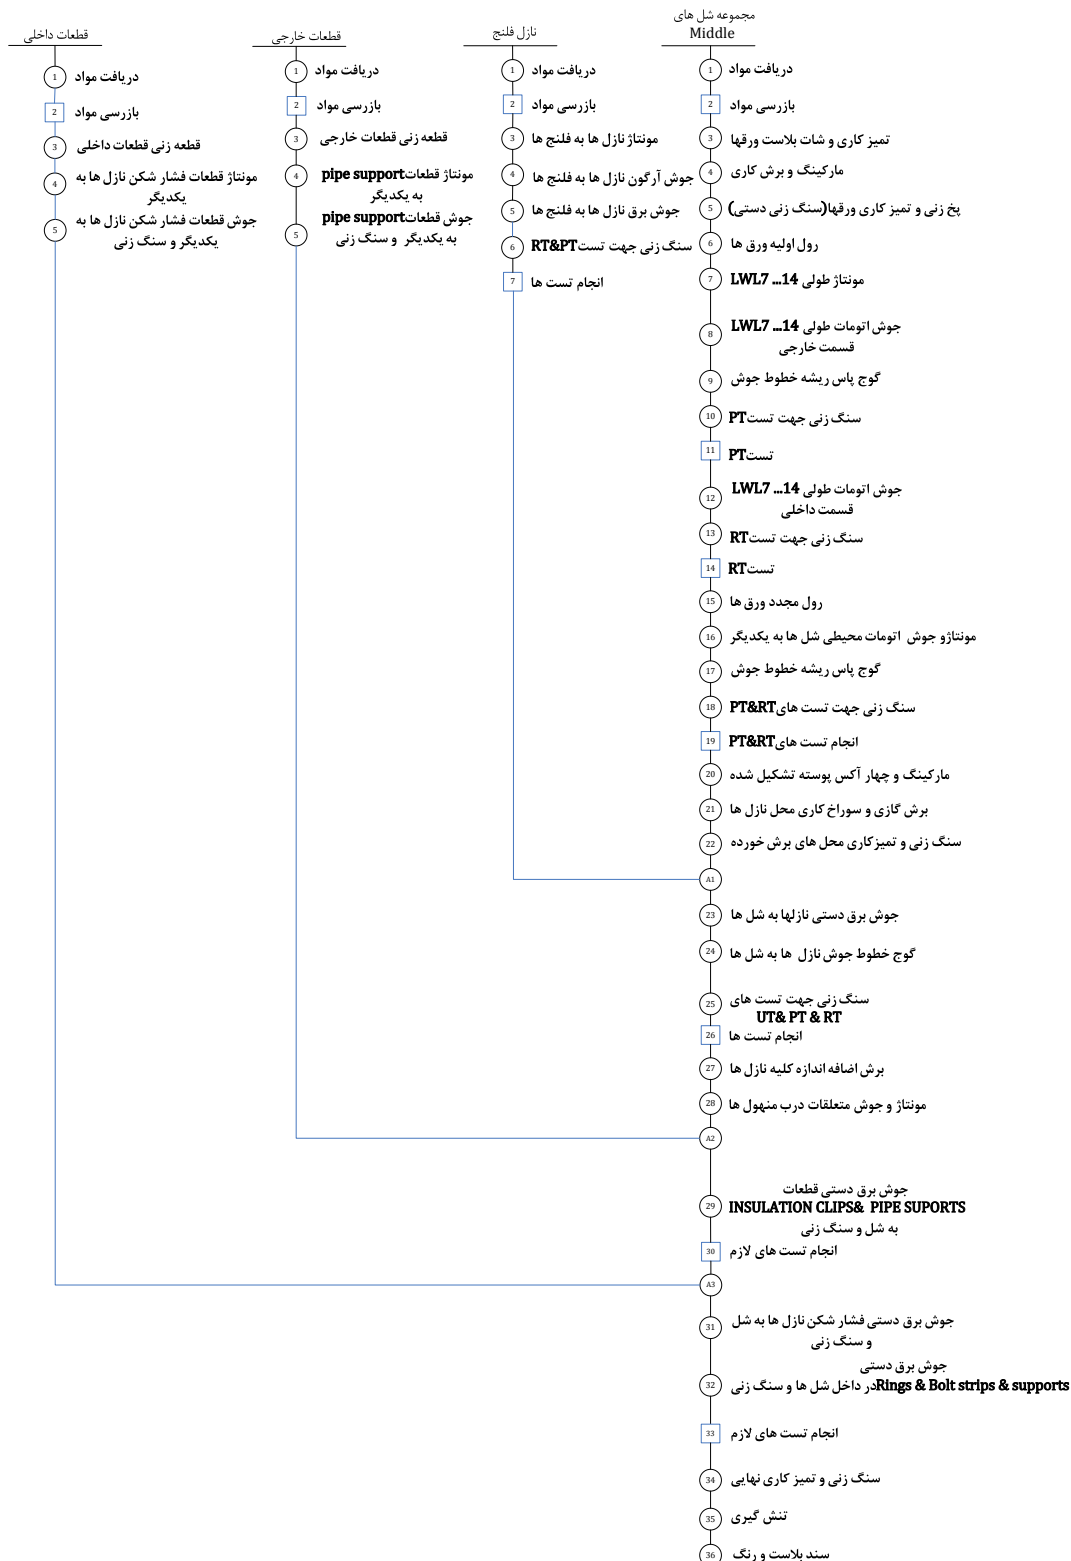 مجموعه شل های
Middle
1 دریافت مواد
2 بازرسی مواد
3 تمیز کاری و شات بلاست ورقها
4 مارکینگ و برش کاری
5 پخ زنی و تمیز کاری ورقها(سنگ زنی دستی)
6 رول اولیه ورق ها
7 مونتاژ طولی LWL7 ...14
8 جوش اتومات طولی LWL7 ...14
قسمت خارجی
9 گوج پاس ریشه خطوط جوش
10 سنگ زنی جهت تستPT
11 تستPT
12 جوش اتومات طولی LWL7 ...14
قسمت داخلی
13 سنگ زنی جهت تستRT
14 تستRT
15 رول مجدد ورق ها
16 مونتاژو جوش اتومات محیطی شل ها به یکدیگر
17 گوج پاس ریشه خطوط جوش
18 سنگ زنی جهت تست هایPT&RT
19 انجام تست هایPT&RT
20 مارکینگ و چهار آکس پوسته تشکیل شده
21 برش گازی و سوراخ کاری محل نازل ها
22 سنگ زنی و تمیزکاری محل های برش خورده
A1
23 جوش برق دستی نازلها به شل ها
24 گوج خطوط جوش نازل ها به شل ها
25 سنگ زنی جهت تست های
UT& PT & RT
26 انجام تست ها
27 برش اضافه اندازه کلیه نازل ها
28 مونتاژ و جوش متعلقات درب منهول ها
A2
29 جوش برق دستی قطعات
INSULATION CLIPS& PIPE SUPORTS
به شل و سنگ زنی
30 انجام تست های لازم
A3
31 جوش برق دستی فشار شکن نازل ها به شل
و سنگ زنی
32 جوش برق دستی
Rings & Bolt strips & supportsدر داخل شل ها و سنگ زنی
33 انجام تست های لازم
34 سنگ زنی و تمیز کاری نهایی
35 تنش گیری
36 سند بلاست و رنگ
نازل فلنج
1 دریافت مواد
2 بازرسی مواد
3 مونتاژ نازل ها به فلنج ها
4 جوش آرگون نازل ها به فلنج ها
5 جوش برق نازل ها به فلنج ها
6 سنگ زنی جهت تستRT&PT
7 انجام تست ها
قطعات خارجی
1 دریافت مواد
2 بازرسی مواد
3 قطعه زنی قطعات خارجی
4 مونتاژ قطعاتpipe support
به یکدیگر
5 جوش قطعاتpipe support
به یکدیگر و سنگ زنی
قطعات داخلی
1 دریافت مواد
2 بازرسی مواد
3 قطعه زنی قطعات داخلی
4 مونتاژ قطعات فشار شکن نازل ها به
یکدیگر
5 جوش قطعات فشار شکن نازل ها به
یکدیگر و سنگ زنی